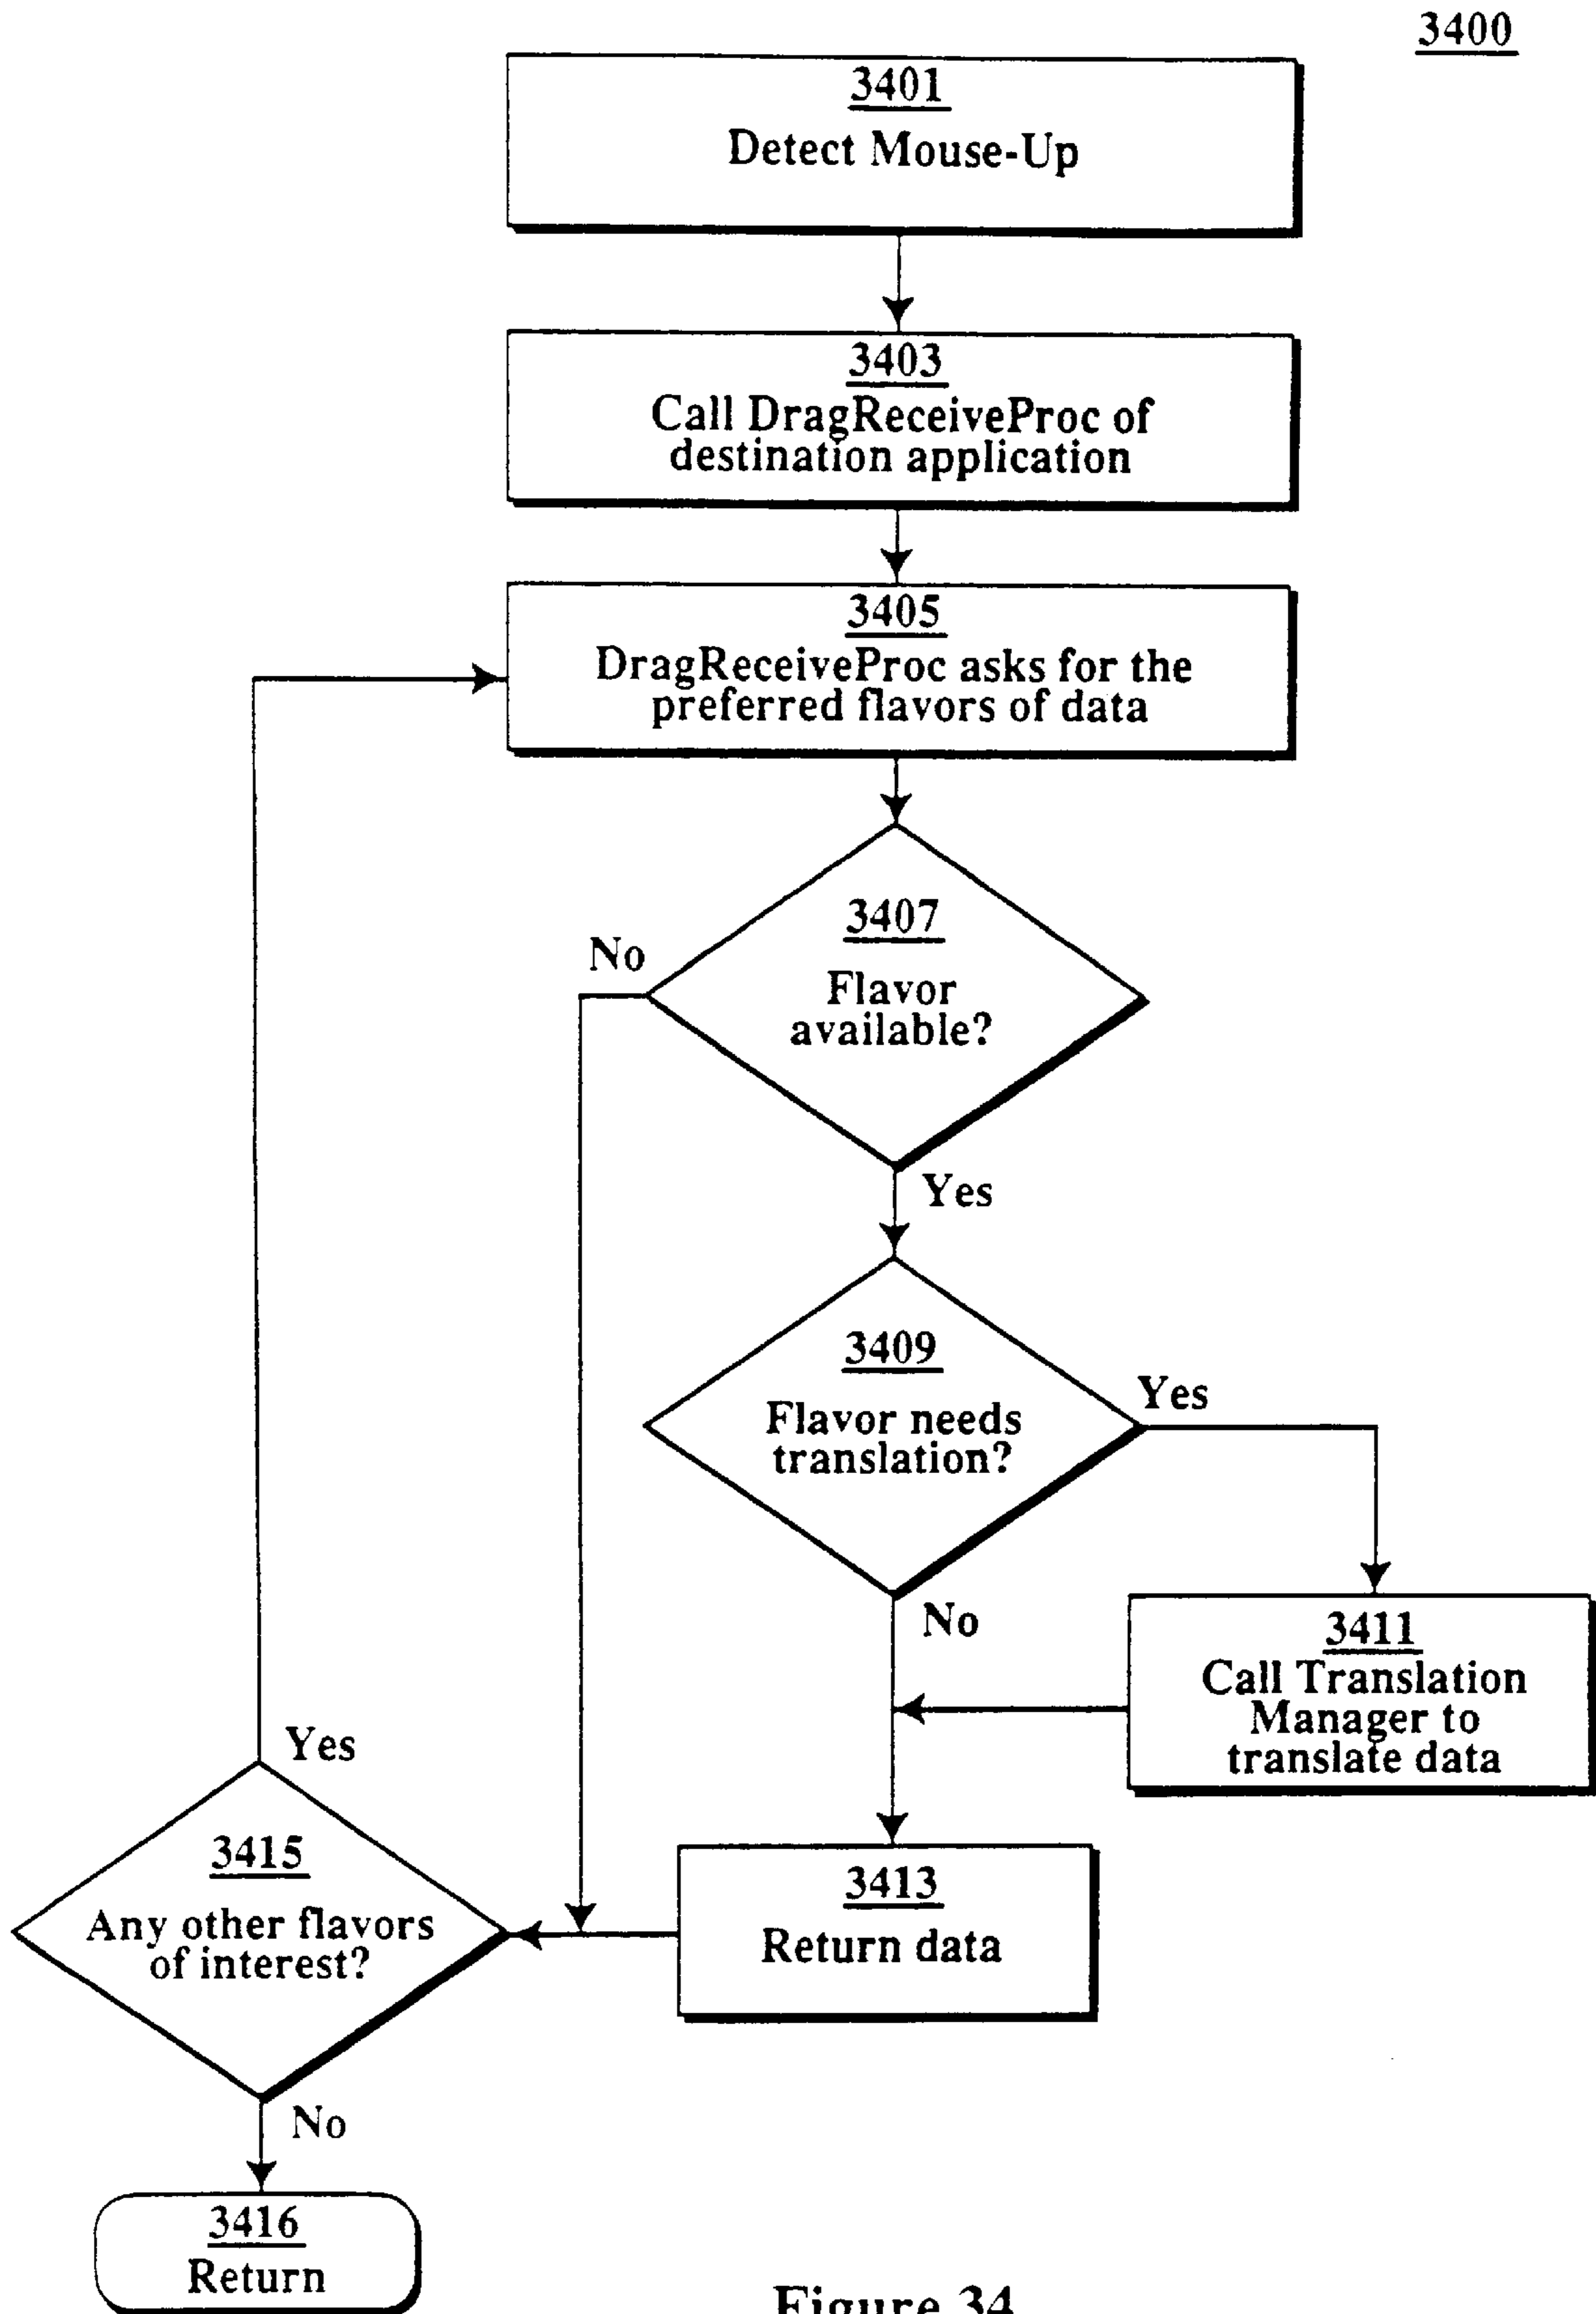 3400
3401
Detect Mouse-Up
3403
Call DragReceiveProc of
destination application
3405
DragReceiveProc asks for the
preferred flavors of data
3407
No
Flavor
available?
Yes
3409
Yes
Flavor needs
translation?
No
3411
Call Translation
Manager to
translate data
Yes
3415
Any other flavors
of interest?
3413
Return data
No
3416
Return
Figure 34